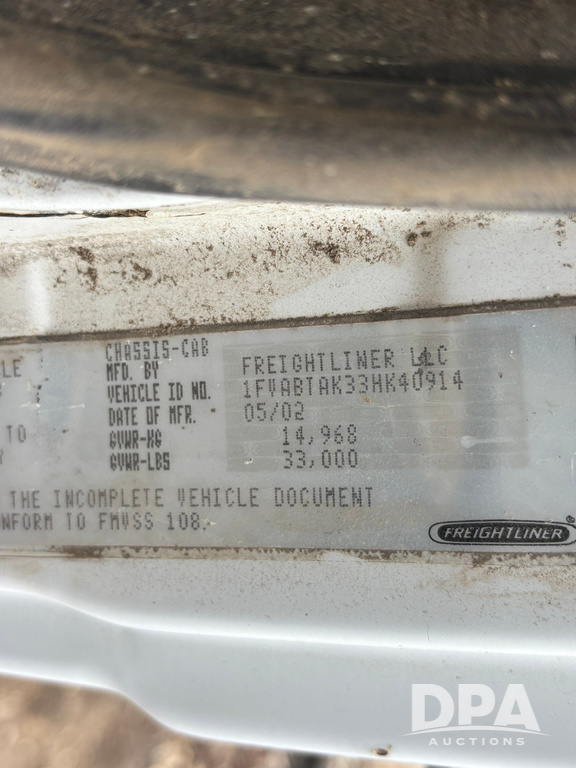 CHASSIS-CAB
MFD. BY FREIGHTLINER LLC
VEHICLE ID NO. 1FVABTAK33HK40914
DATE OF MFR. 05/02
GVWR-KG 14,968
GVWR-LBS 33,000
TO
THE INCOMPLETE VEHICLE DOCUMENT
NFORM TO FMVSS 108.
FREIGHTLINER
DPA
AUCTIONS